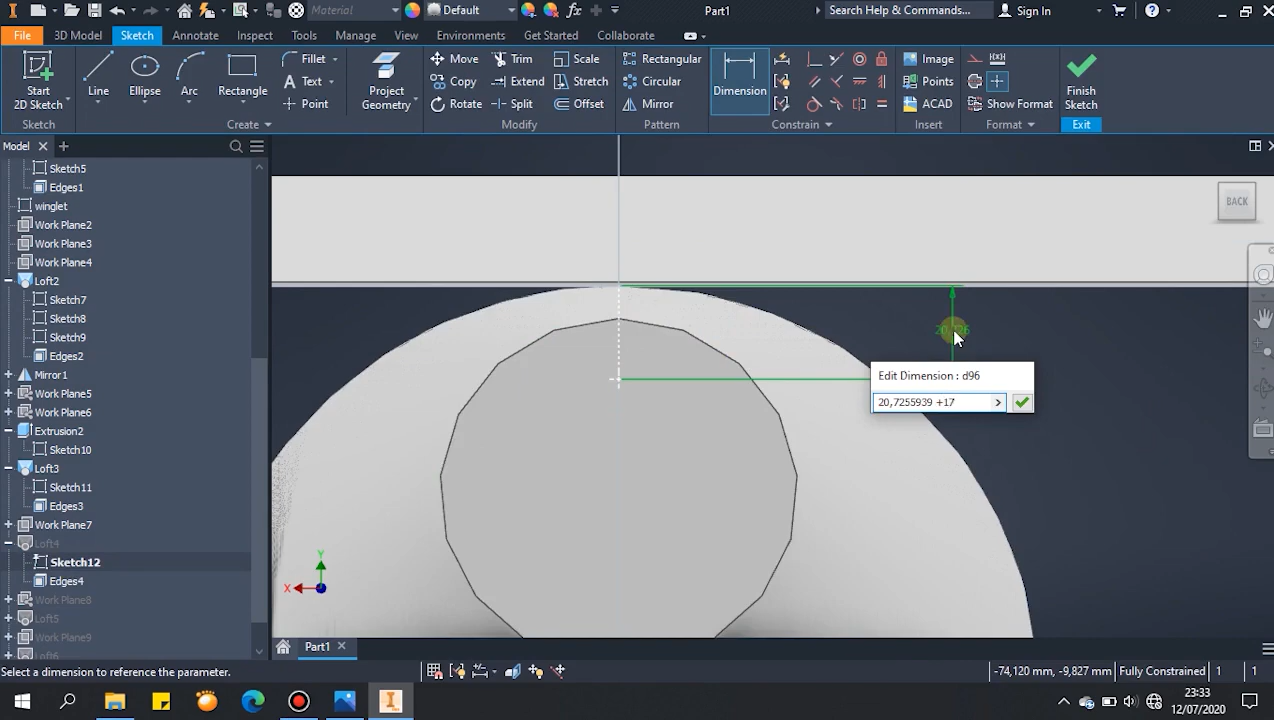 Material
Default
fx
Part1
Search Help & Commands...
Sign In
File
3D Model
Sketch
Annotate
Inspect
Tools
Manage
View
Environments
Get Started
Collaborate
Start
2D Sketch
Line
Ellipse
Arc
Rectangle
Fillet
Text
Point
Project
Geometry
Move
Copy
Rotate
Trim
Extend
Split
Scale
Stretch
Offset
Rectangular
Circular
Mirror
Dimension
Image
Points
ACAD
Show Format
Finish
Sketch
Sketch
Create
Modify
Pattern
Constrain
Insert
Format
Exit
Model
Sketch5
Edges1
winglet
Work Plane2
Work Plane3
Work Plane4
Loft2
Sketch7
Sketch8
Sketch9
Edges2
Mirror1
Work Plane5
Work Plane6
Extrusion2
Sketch10
Loft3
Sketch11
Edges3
Work Plane7
Loft4
Sketch12
Edges4
Work Plane8
Loft5
Work Plane9
Loft6
BACK
Edit Dimension : d96
20,7255939 +17
Y
X
Part1
Select a dimension to reference the parameter.
-74,120 mm, -9,827 mm
Fully Constrained
1
1
23:33
12/07/2020